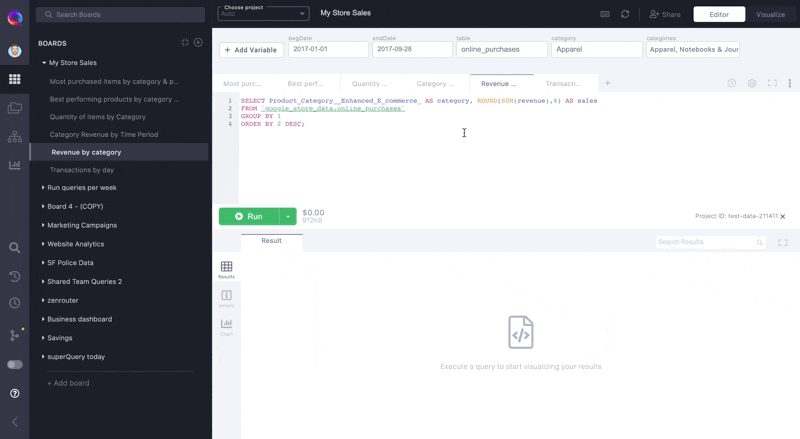 Search Boards
Choose project
Auto
My Store Sales
Share
Editor
Visualize
BOARDS
My Store Sales
Most purchased items by category & p...
Best performing products by category ...
Quantity of Items by Category
Category Revenue by Time Period
Revenue by category
Transactions by day
Run queries per week
Board 4 - (COPY)
Marketing Campaigns
Website Analytics
SF Police Data
Shared Team Queries 2
zenrouter
Business dashboard
Savings
superQuery today
+ Add board
+ Add Variable
begDate
2017-01-01
endDate
2017-09-28
table
online_purchases
category
Apparel
categories
Apparel, Notebooks & Jour
Most purc...
Best perf...
Quantity ...
Category ...
Revenue ...
Transacti...
+
1 SELECT Product_Category__Enhanced_E_commerce_ AS category, ROUND(SUM(revenue),4) AS sales
2 FROM `google_store_data.online_purchases`
3 GROUP BY 1
4 ORDER BY 2 DESC;
Run
$0.00
912KB
Project ID: test-data-211411 ×
Result
Search Results
Results
Details
Chart
Execute a query to start visualizing your results